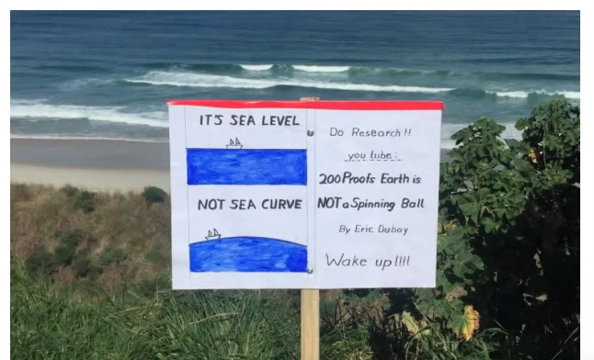 IT'S SEA LEVEL
NOT SEA CURVE
Do Research!!
you tube:
200 Proofs Earth is
NOT a Spinning Ball
By Eric Dubay
Wake up!!!!